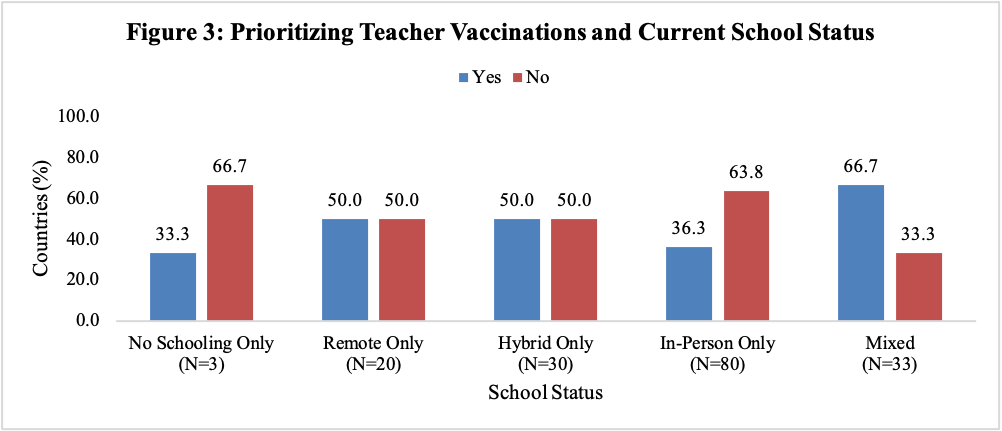 Figure 3: Prioritizing Teacher Vaccinations and Current School Status
Yes No
100.0
80.0
60.0
40.0
20.0
0.0
Countries (%)
33.3 66.7 50.0 50.0 50.0 50.0 36.3 63.8 66.7 33.3
No Schooling Only Remote Only Hybrid Only In-Person Only Mixed
(N=3) (N=20) (N=30) (N=80) (N=33)
School Status